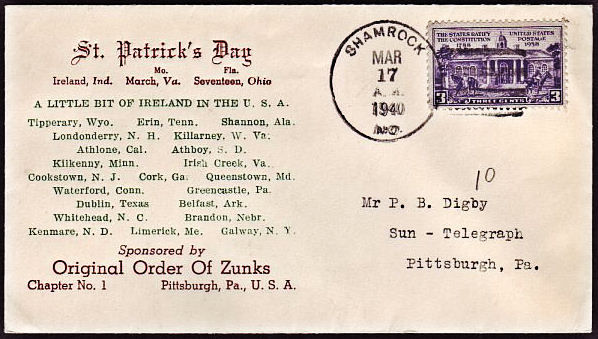 St. Patrick's Day
Mo. Fla.
Ireland, Ind. March, Va. Seventeen, Ohio
A LITTLE BIT OF IRELAND IN THE U. S. A.
Tipperary, Wyo. Erin, Tenn. Shannon, Ala.
Londonderry, N. H. Killarney, W. Va.
Athlone, Cal. Athboy, S. D.
Kilkenny, Minn. Irish Creek, Va.
Cookstown, N. J. Cork, Ga. Queenstown, Md.
Waterford, Conn. Greencastle, Pa.
Dublin, Texas Belfast, Ark.
Whitehead, N. C. Brandon, Nebr.
Kenmare, N. D. Limerick, Me. Galway, N. Y.
Sponsored by
Original Order Of Zunks
Chapter No. 1 Pittsburgh, Pa., U. S. A.
SHAMROCK
MAR
17
A.M.
1940
MO.
THE STATES RATIFY UNITED STATES
THE CONSTITUTION POSTAGE
1788 1938
3 THREE CENTS 3
10
Mr P. B. Digby
Sun - Telegraph
Pittsburgh, Pa.